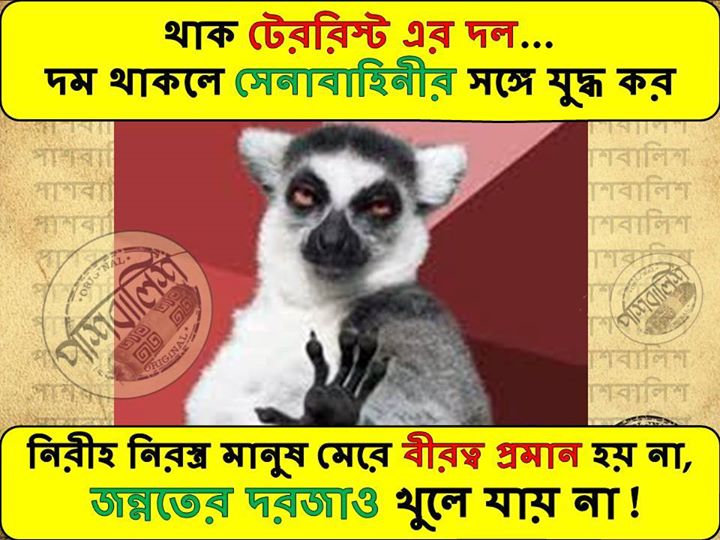 থাক টেররিস্ট এর দল...
দম থাকলে সেনাবাহিনীর সঙ্গে যুদ্ধ কর
পাশবালিশ
ORIGINAL
পাশবালিশ
ORIGINAL
নিরীহ নিরস্ত্র মানুষ মেরে বীরত্ব প্রমান হয় না,
জন্নতের দরজাও খুলে যায় না!